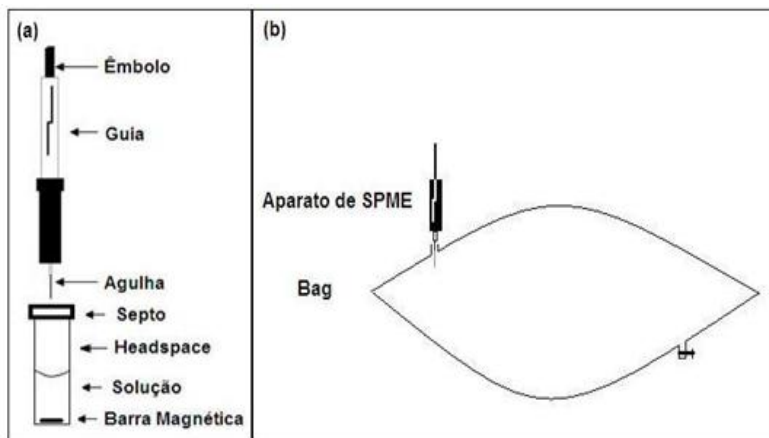 (a)
Êmbolo
Guia
Agulha
Septo
Headspace
Solução
Barra Magnética
(b)
Aparato de SPME
Bag